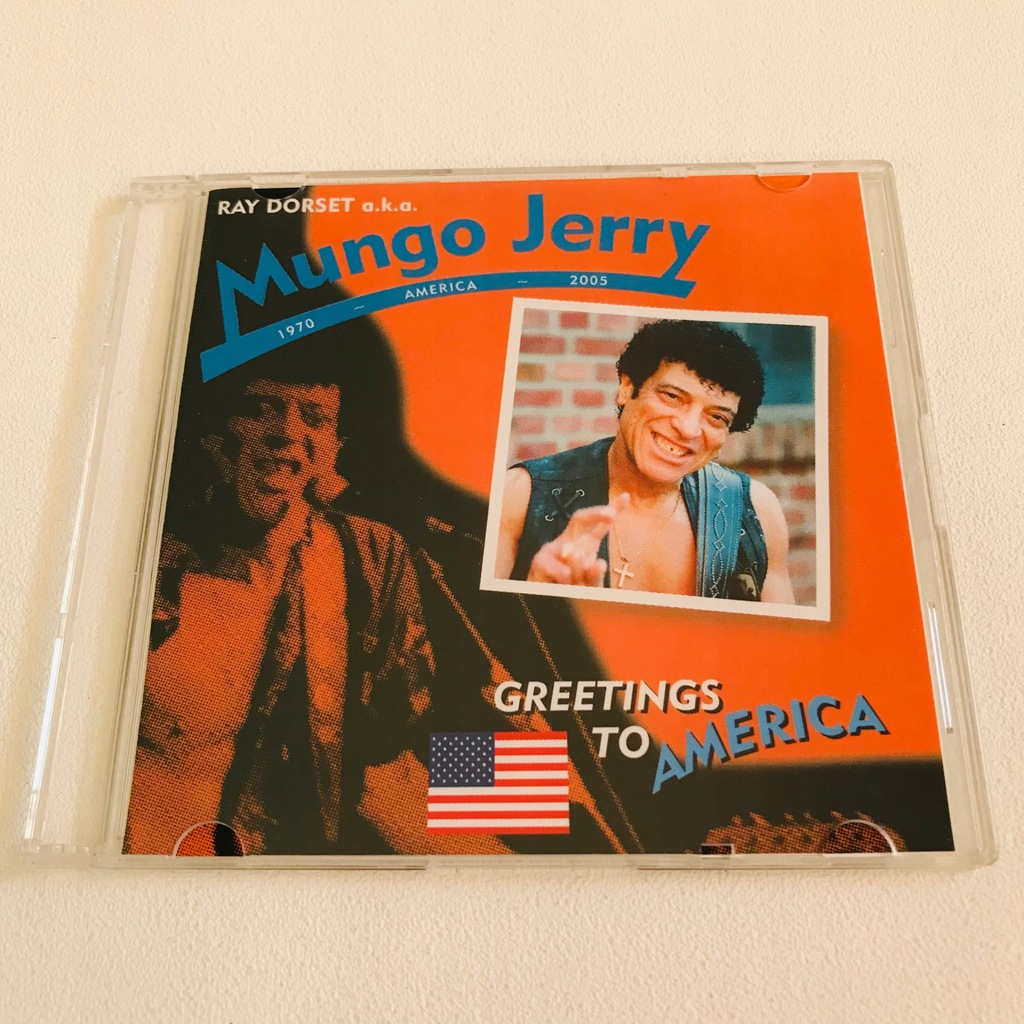 RAY DORSET a.k.a.
Mungo Jerry
1970 ~ AMERICA ~ 2005
GREETINGS
TO AMERICA